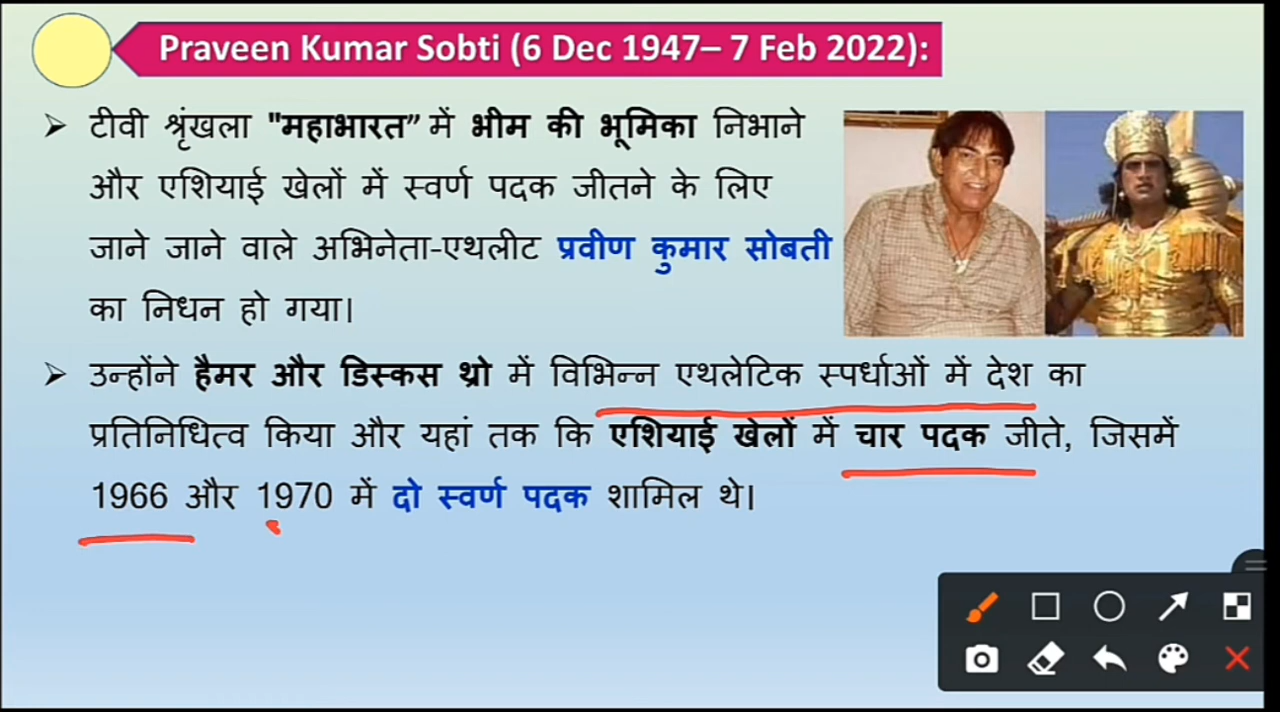 Praveen Kumar Sobti (6 Dec 1947– 7 Feb 2022):
➤ टीवी श्रृंखला "महाभारत” में भीम की भूमिका निभाने
और एशियाई खेलों में स्वर्ण पदक जीतने के लिए
जाने जाने वाले अभिनेता-एथलीट प्रवीण कुमार सोबती
का निधन हो गया।
➤ उन्होंने हैमर और डिस्कस थ्रो में विभिन्न एथलेटिक स्पर्धाओं में देश का
प्रतिनिधित्व किया और यहां तक कि एशियाई खेलों में चार पदक जीते, जिसमें
1966 और 1970 में दो स्वर्ण पदक शामिल थे।